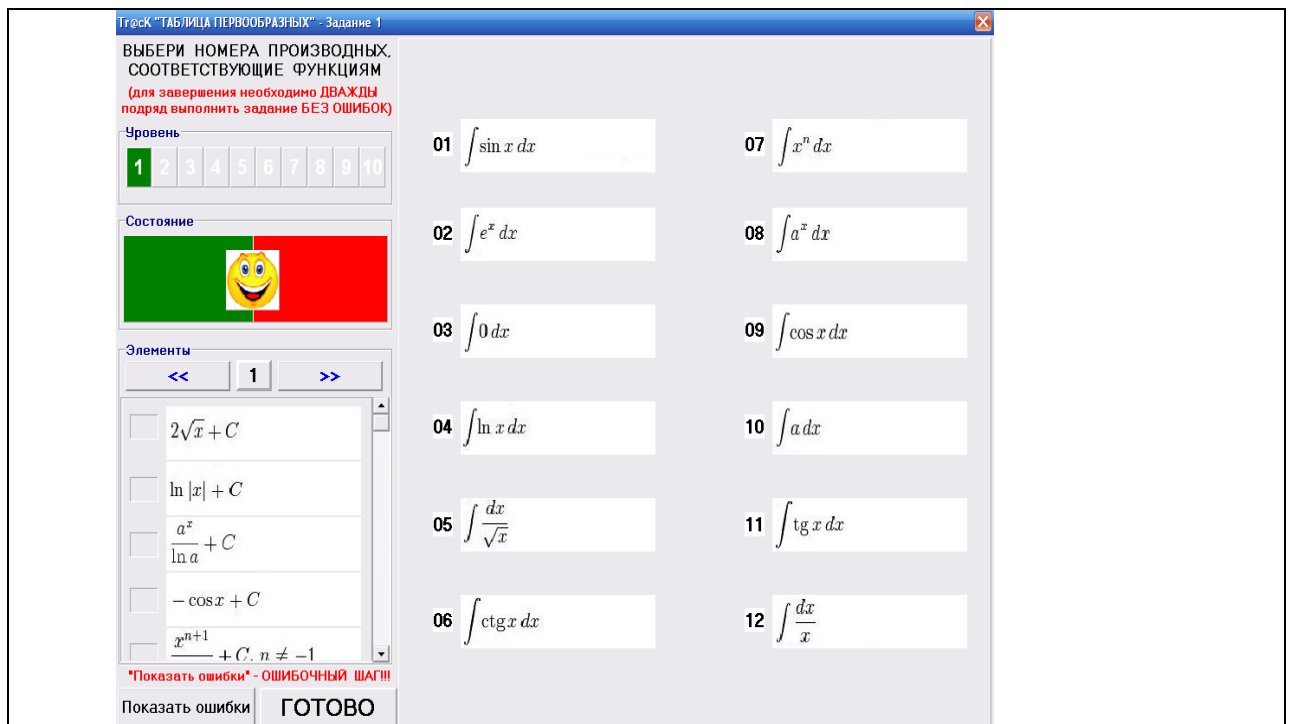 Tr@cK "ТАБЛИЦА ПЕРВООБРАЗНЫХ" - Задание 1
ВЫБЕРИ НОМЕРА ПРОИЗВОДНЫХ,
СООТВЕТСТВУЮЩИЕ ФУНКЦИЯМ
(для завершения необходимо ДВАЖДЫ
подряд выполнить задание БЕЗ ОШИБОК)
Уровень
1 2 3 4 5 6 7 8 9 10
Состояние
Элементы
<< 1 >>
2√x + C
ln |x| + C
a^x / ln a + C
− cos x + C
x^{n+1} + C, n ≠ −1
"Показать ошибки" - ОШИБОЧНЫЙ ШАГ!!!
Показать ошибки ГОТОВО
01 ∫ sin x dx
02 ∫ e^x dx
03 ∫ 0 dx
04 ∫ ln x dx
05 ∫ dx/√x
06 ∫ ctg x dx
07 ∫ x^n dx
08 ∫ a^x dx
09 ∫ cos x dx
10 ∫ a dx
11 ∫ tg x dx
12 ∫ dx/x